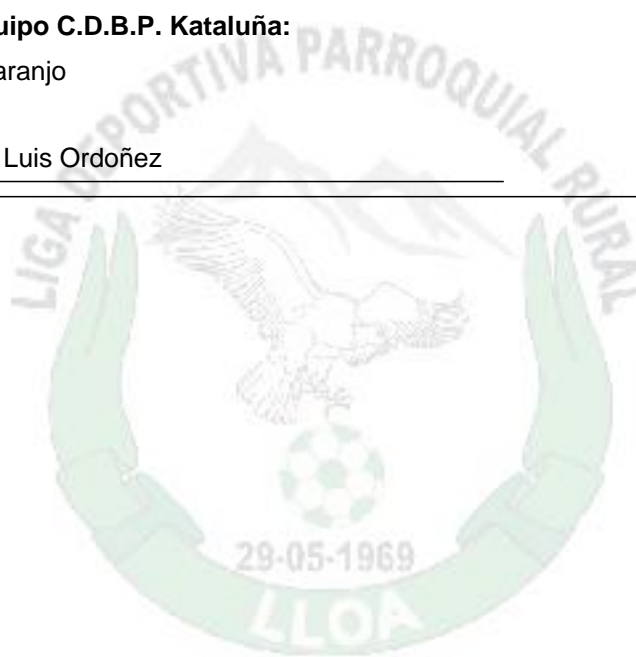 uipo C.D.B.P. Kataluña:
aranjo
Luis Ordoñez
LIGA DEPORTIVA PARROQUIAL RURAL
29-05-1969
LLOA